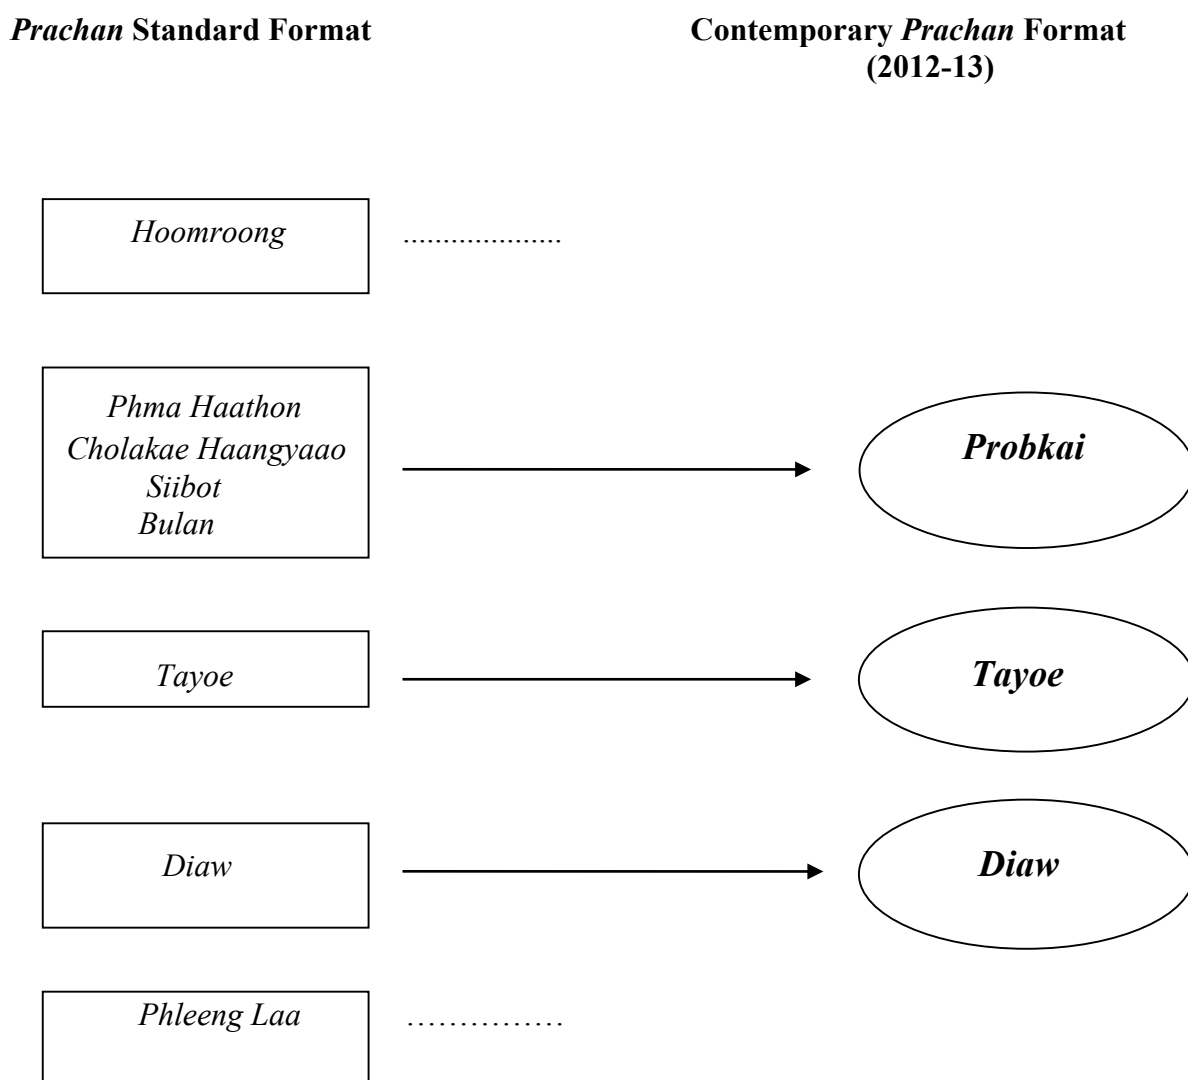 Prachan Standard Format
Contemporary Prachan Format
(2012-13)
Hoomroong ....................
Phma Haathon
Cholakae Haangyaao
Siibot
Bulan
Probkai
Tayoe
Tayoe
Diaw
Diaw
Phleeng Laa ...............